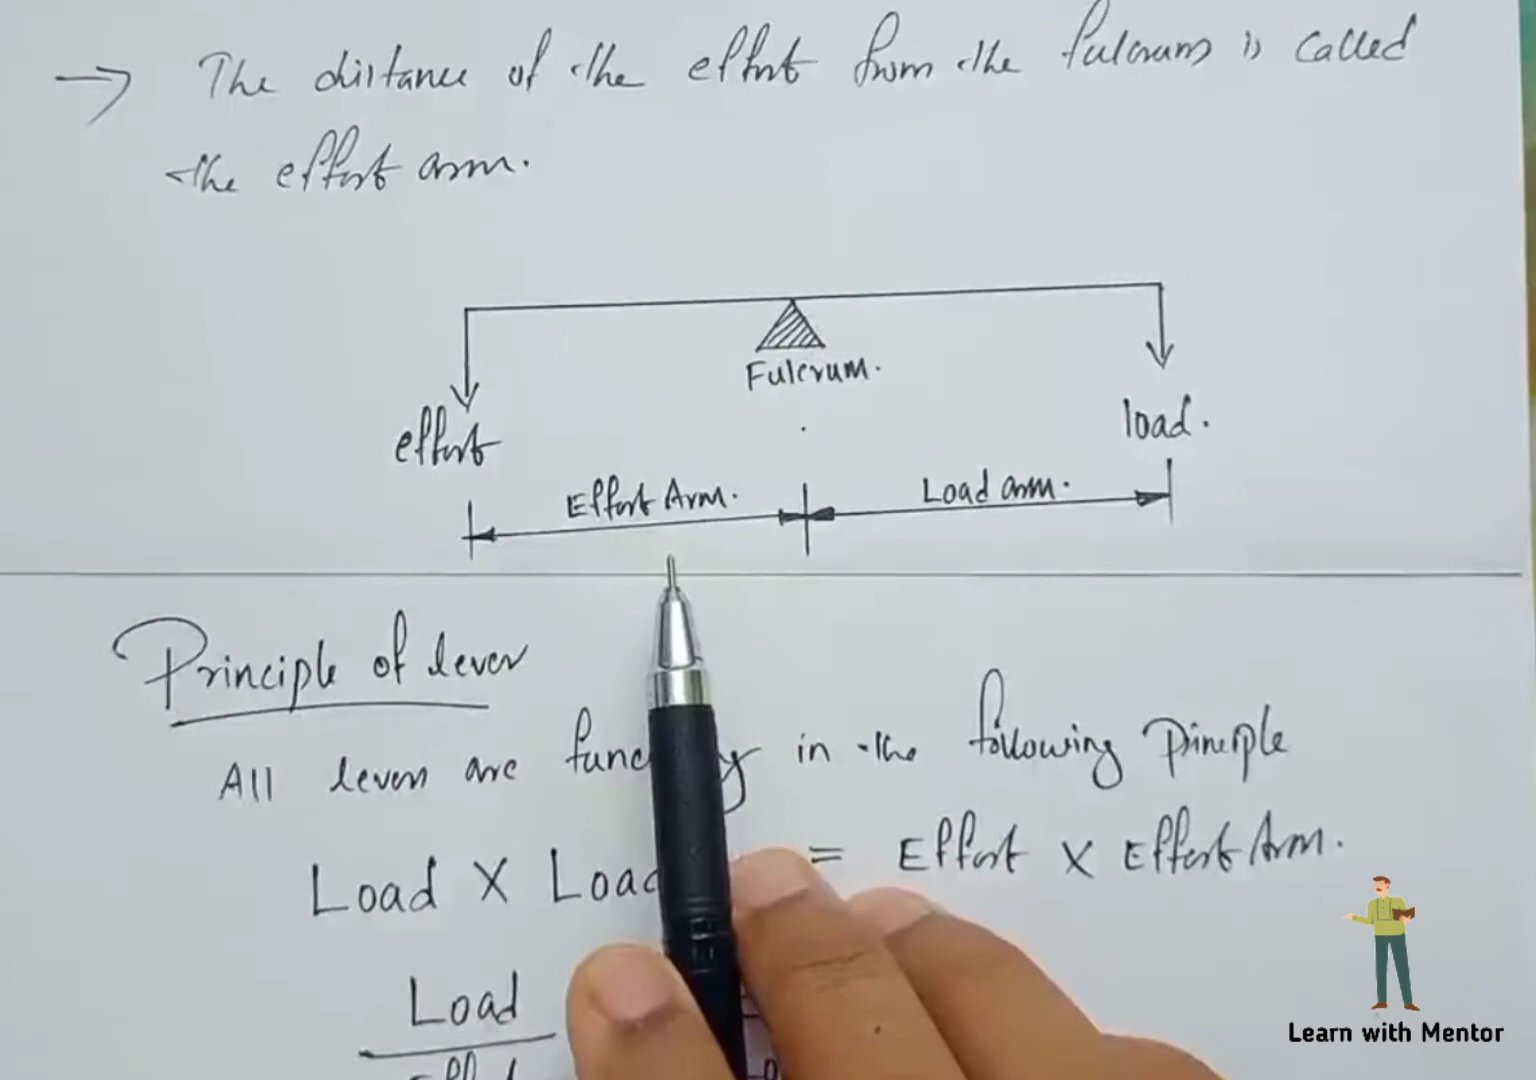 → The distance of the effort from the fulcrum is called
the effort arm.
Fulcrum.
effort
load.
Effort Arm.
Load arm.
Principle of lever
All levers are in the following Principle
Load X = Effort X Effort Arm.
Load
Learn with Mentor